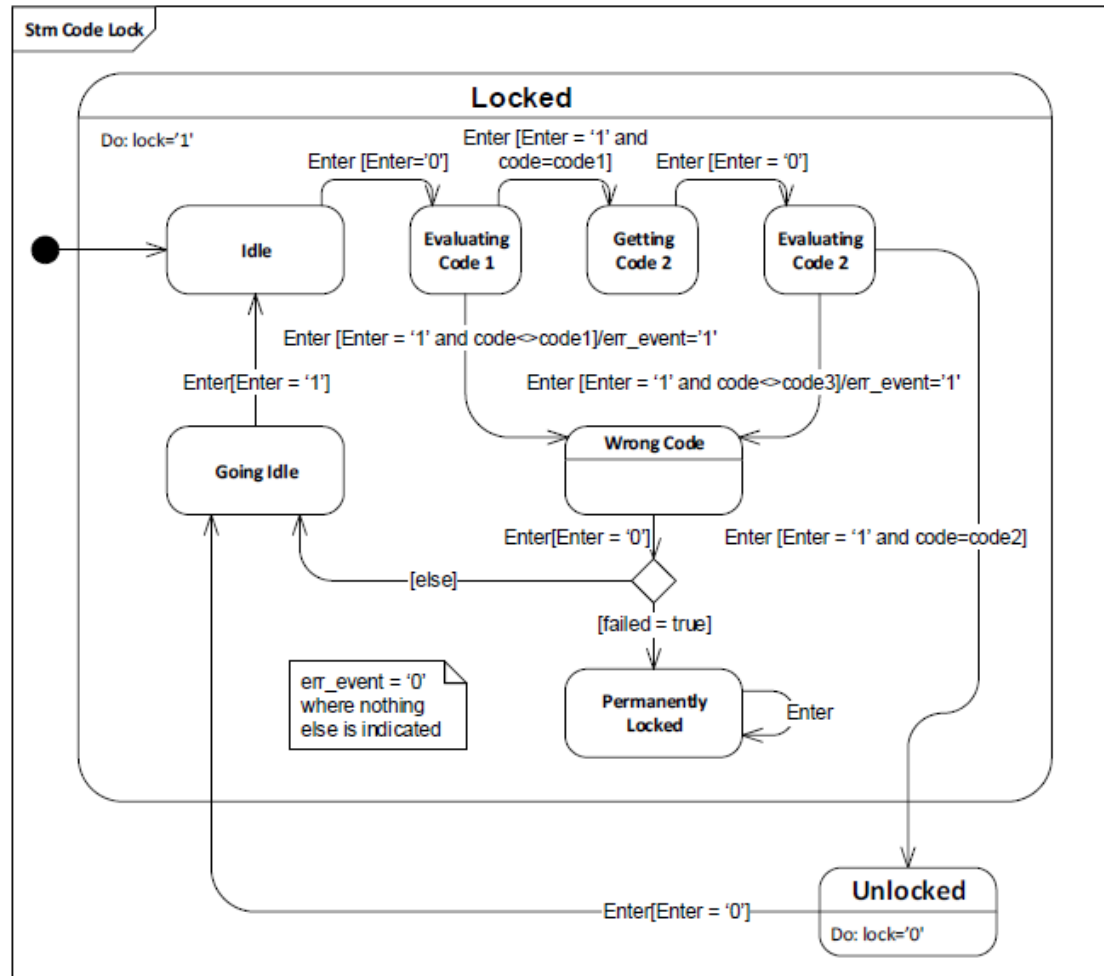 Stm Code Lock
Locked
Do: lock=’1’
Enter [Enter=’0’]
Enter [Enter = ‘1’ and
code=code1]
Enter [Enter = ‘0’]
Idle
Evaluating
Code 1
Getting
Code 2
Evaluating
Code 2
Enter [Enter = ‘1’ and code<>code1]/err_event=’1’
Enter[Enter = ‘1’]
Enter [Enter = ‘1’ and code<>code3]/err_event=’1’
Wrong Code
Going Idle
Enter[Enter = ‘0’]
Enter [Enter = ‘1’ and code=code2]
[else]
[failed = true]
err_event = ‘0’
where nothing
else is indicated
Permanently
Locked
Enter
Unlocked
Enter[Enter = ‘0’]
Do: lock=’0’